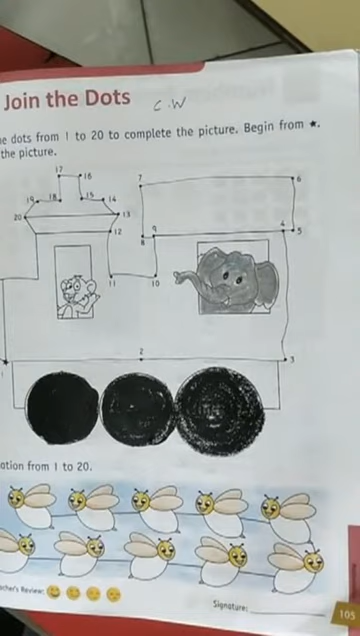 Join the Dots C.W
e dots from 1 to 20 to complete the picture. Begin from ★.
the picture.
17 16
7 6
19 18 15 14
20 13
12 9 4 5
8
11 10
1 2 3
ation from 1 to 20.
acher's Review:
Signature:
105